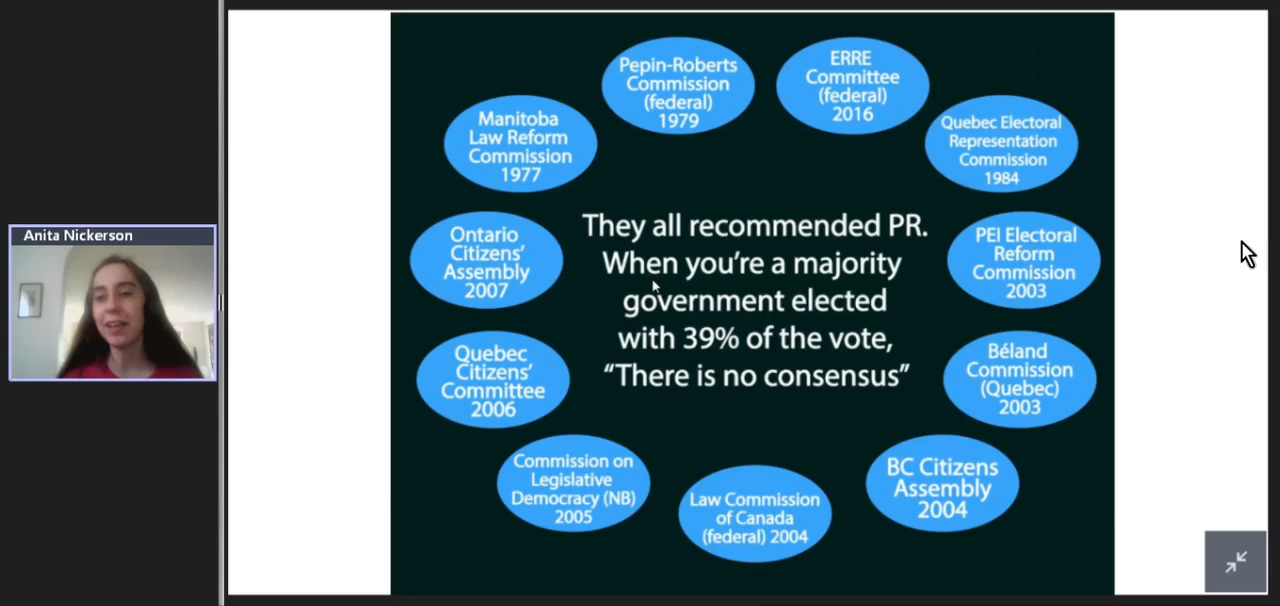 Anita Nickerson
Pepin-Roberts
Commission
(federal)
1979
ERRE
Committee
(federal)
2016
Manitoba
Law Reform
Commission
1977
Quebec Electoral
Representation
Commission
1984
Ontario
Citizens'
Assembly
2007
They all recommended PR.
When you're a majority
government elected
with 39% of the vote,
"There is no consensus"
PEI Electoral
Reform
Commission
2003
Quebec
Citizens'
Committee
2006
Béland
Commission
(Quebec)
2003
Commission on
Legislative
Democracy (NB)
2005
Law Commission
of Canada
(federal) 2004
BC Citizens
Assembly
2004